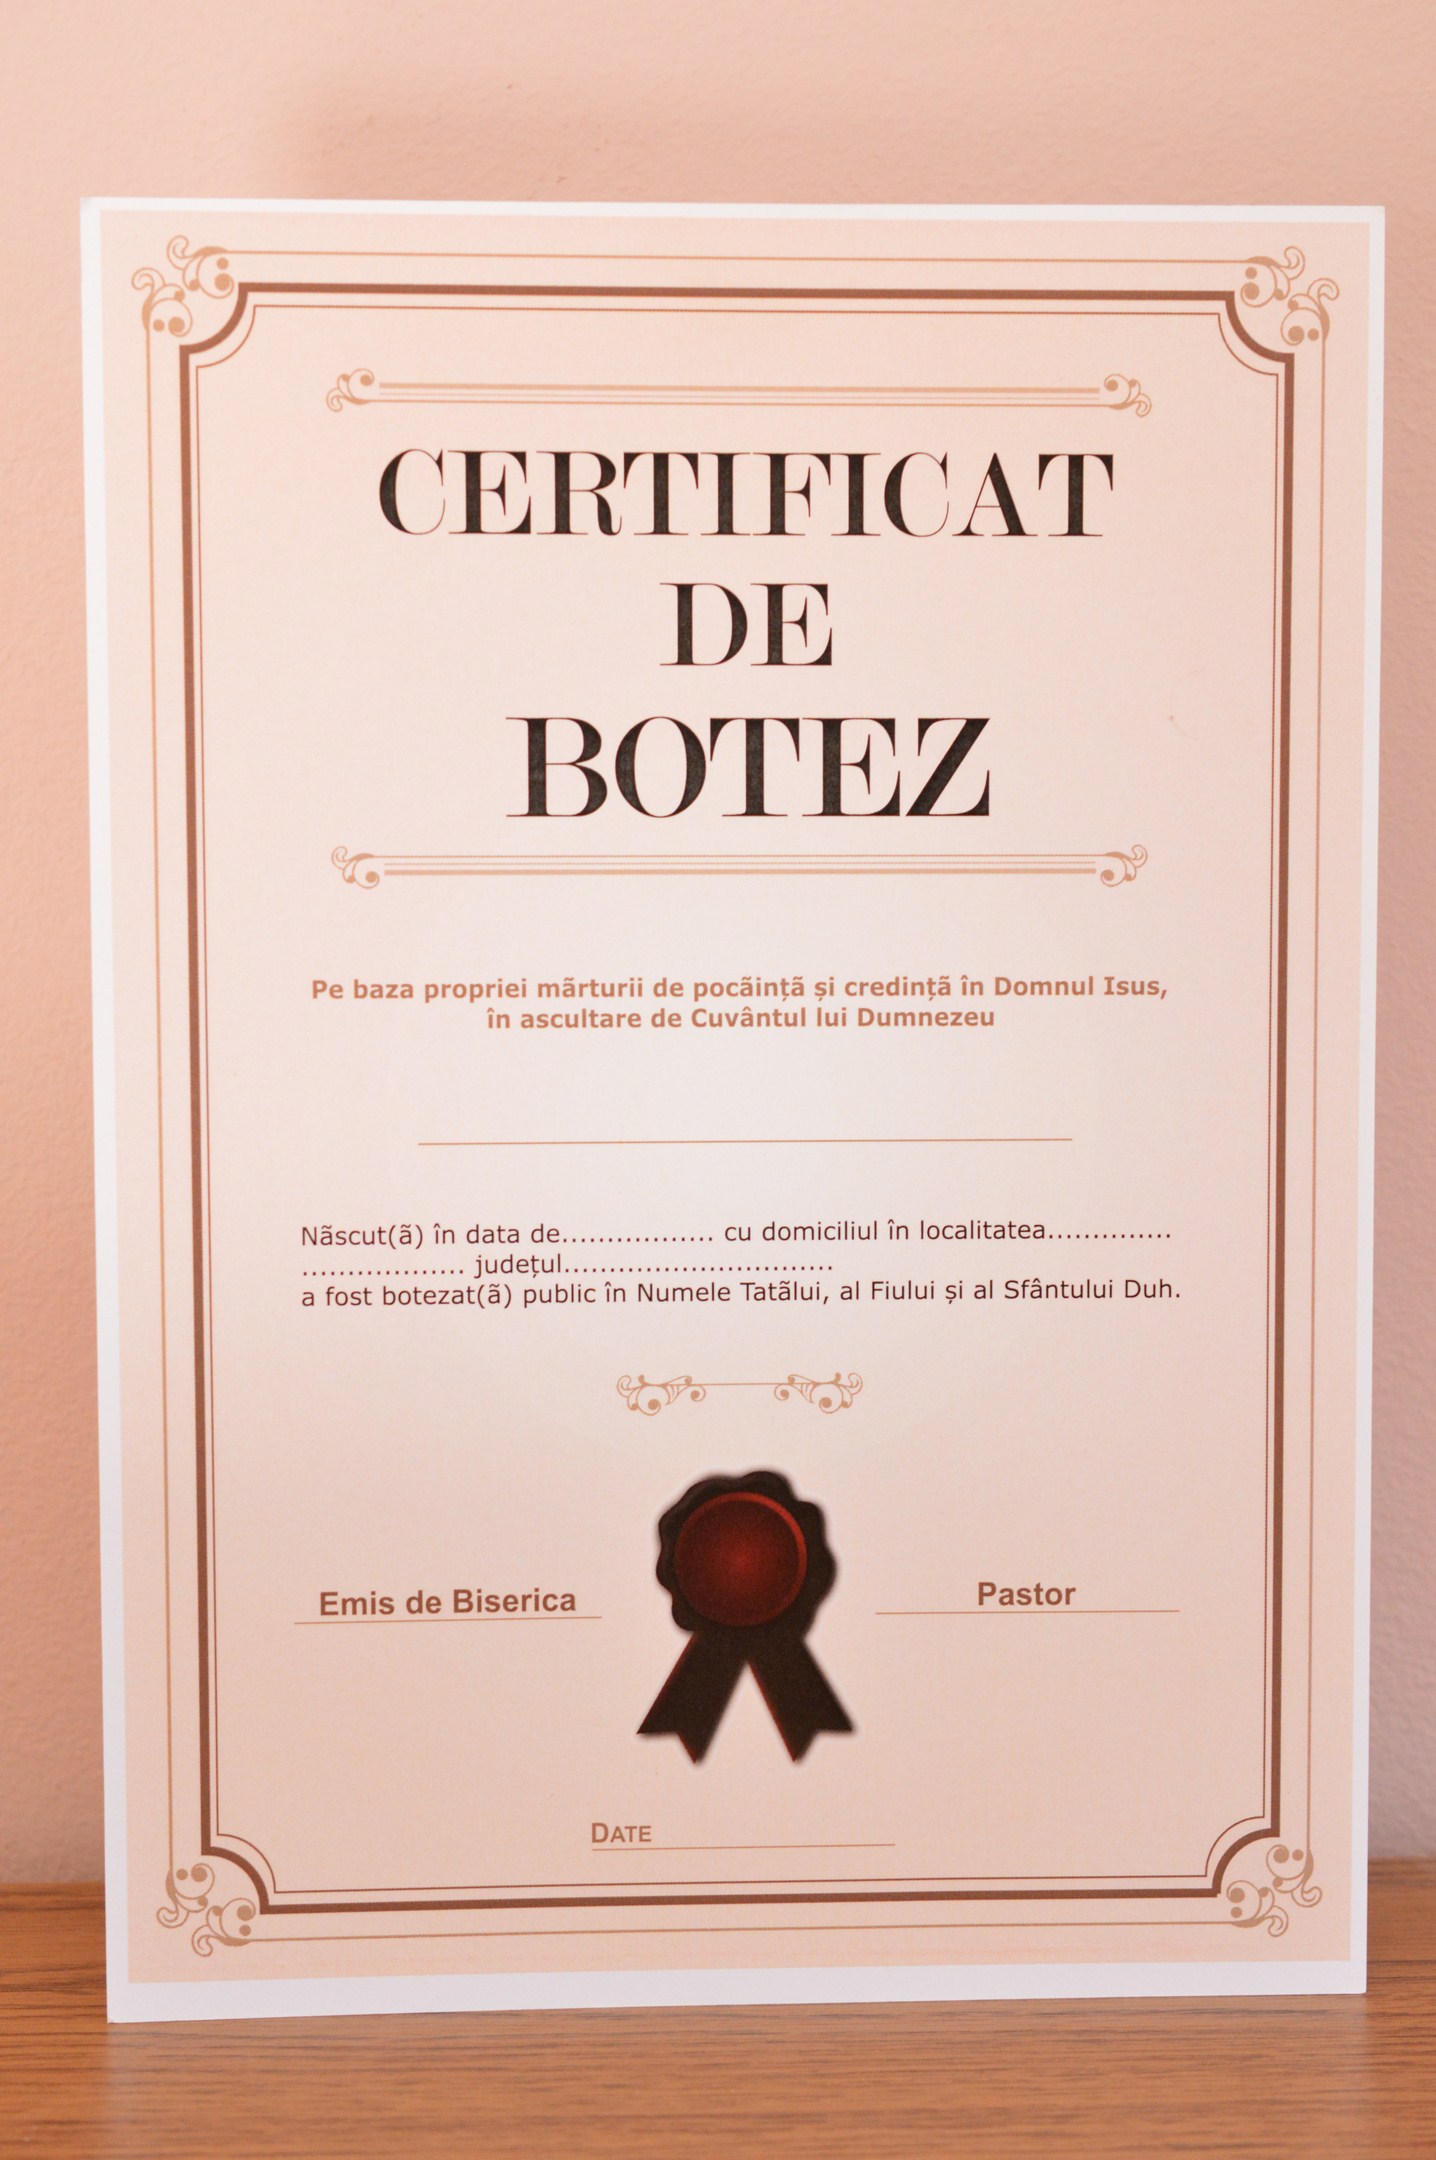 CERTIFICAT
DE
BOTEZ
Pe baza propriei mãrturii de pocãințã și credințã în Domnul Isus,
în ascultare de Cuvântul lui Dumnezeu
Nãscut(ã) în data de................. cu domiciliul în localitatea..............
.................. județul..............................
a fost botezat(ã) public în Numele Tatãlui, al Fiului și al Sfântului Duh.
Emis de Biserica
Pastor
DATE